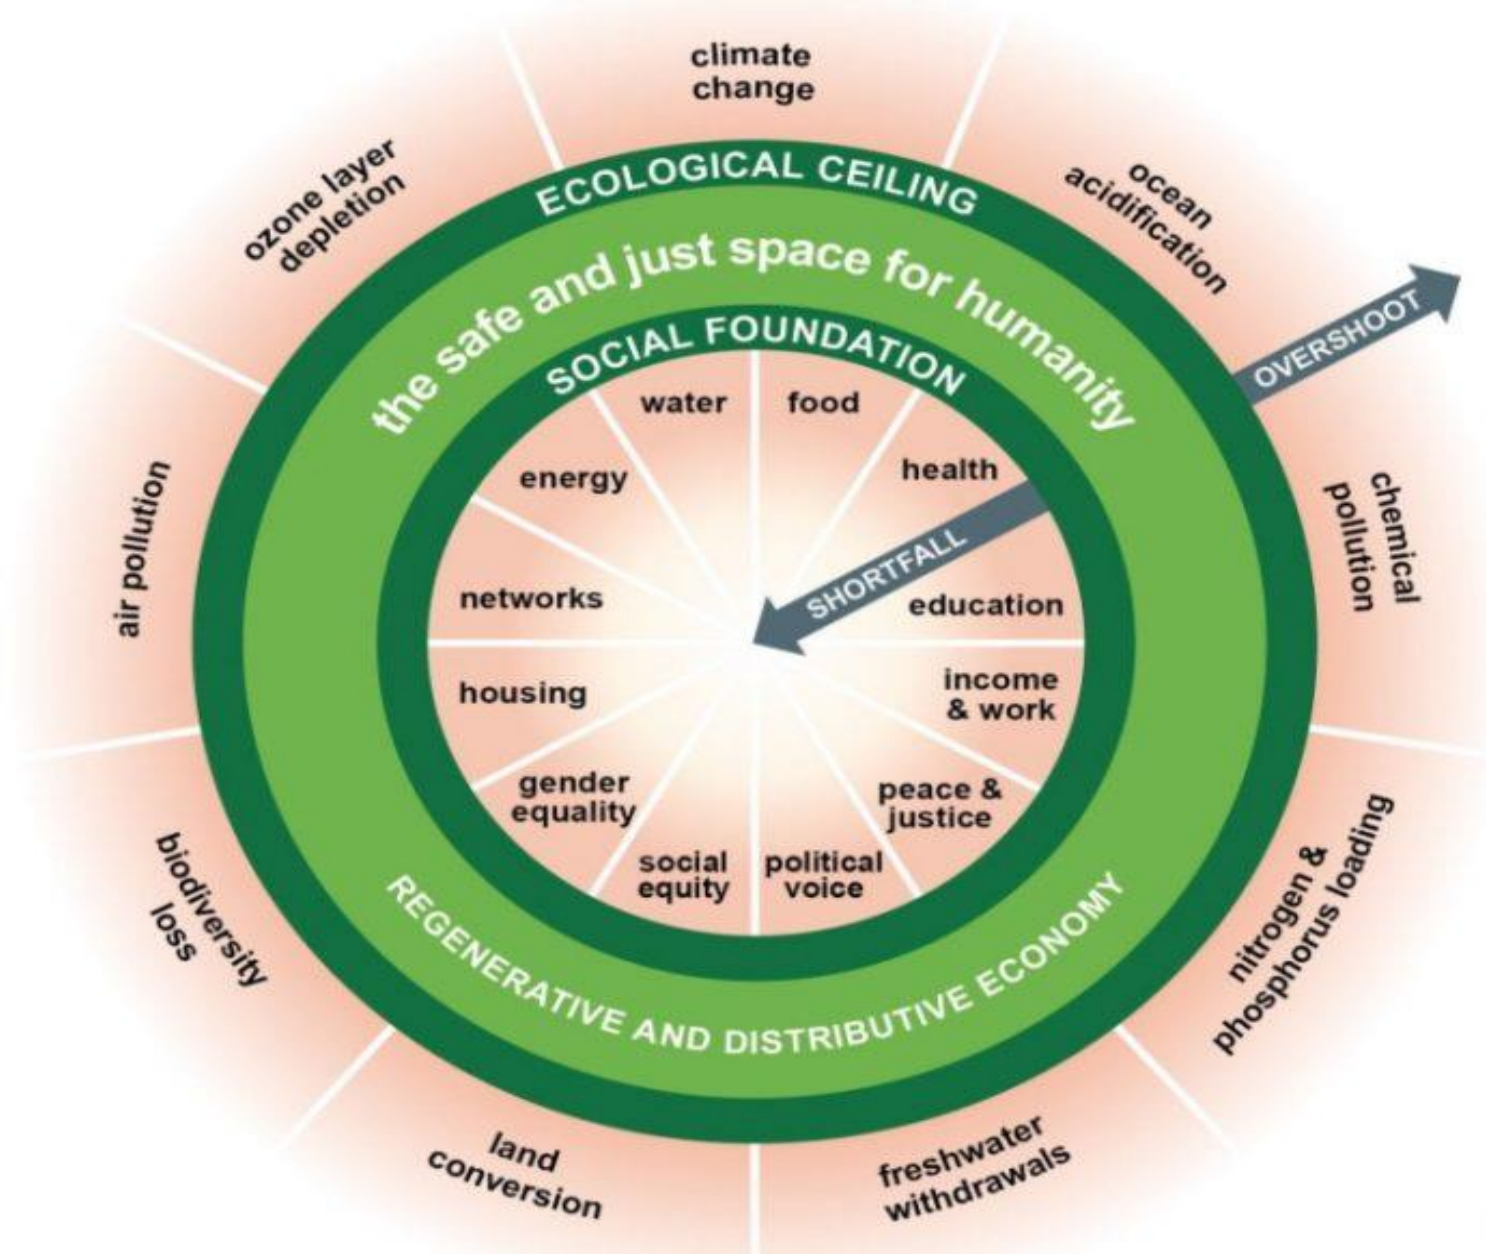 climate
change
ocean
acidification
chemical
pollution
nitrogen &
phosphorus loading
freshwater
withdrawals
land
conversion
biodiversity
loss
air pollution
ozone layer
depletion
ECOLOGICAL CEILING
the safe and just space for humanity
SOCIAL FOUNDATION
OVERSHOOT
water
food
health
SHORTFALL
education
income
& work
peace &
justice
political
voice
social
equity
gender
equality
housing
networks
energy
REGENERATIVE AND DISTRIBUTIVE ECONOMY